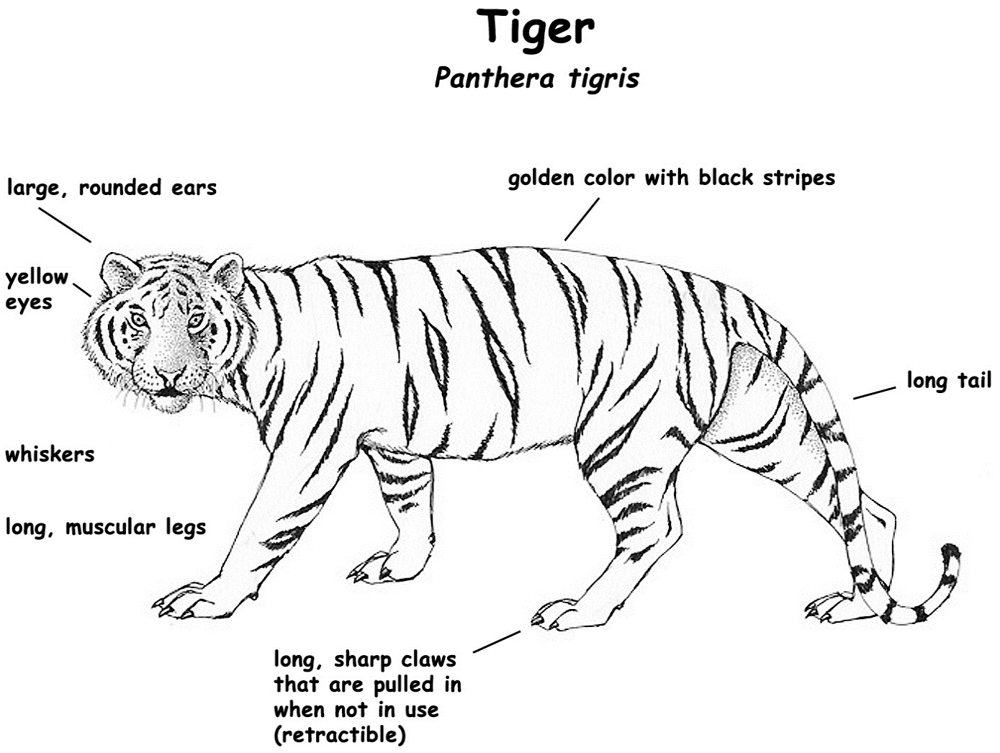 Tiger
Panthera tigris
large, rounded ears
golden color with black stripes
yellow
eyes
long tail
whiskers
long, muscular legs
long, sharp claws
that are pulled in
when not in use
(retractible)